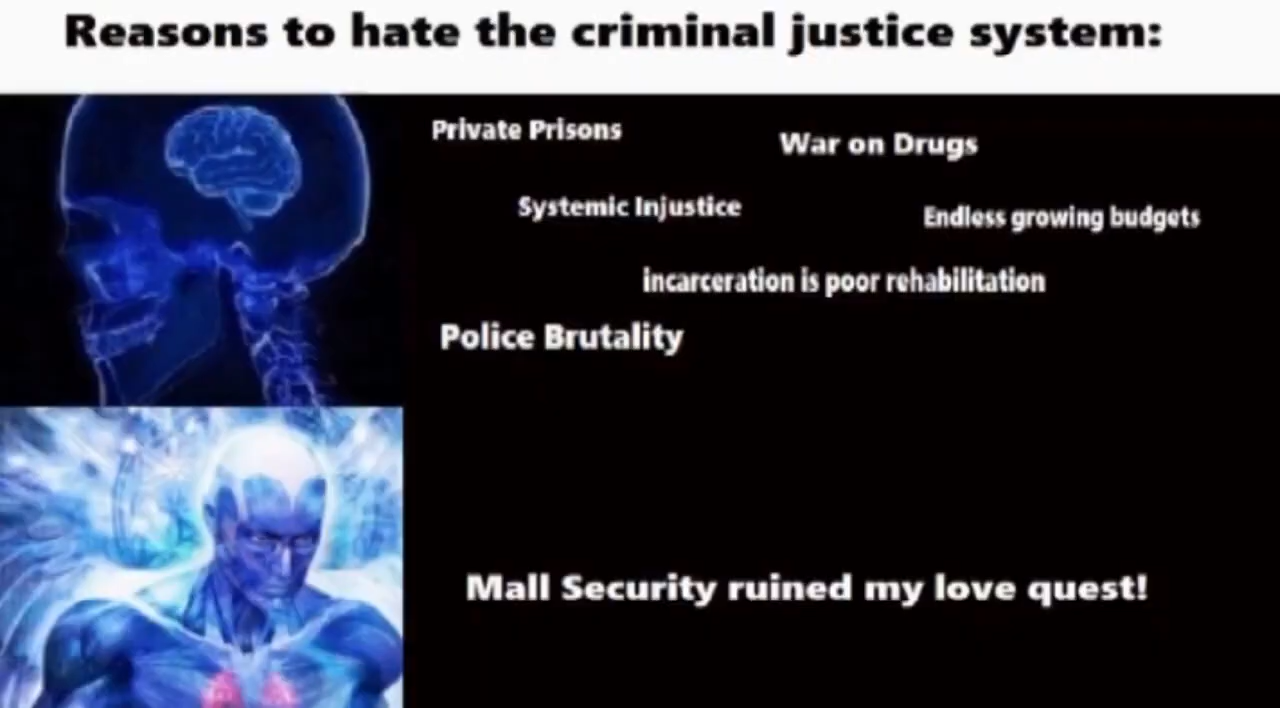 Reasons to hate the criminal justice system:
Private Prisons
War on Drugs
Systemic Injustice
Endless growing budgets
incarceration is poor rehabilitation
Police Brutality
Mall Security ruined my love quest!